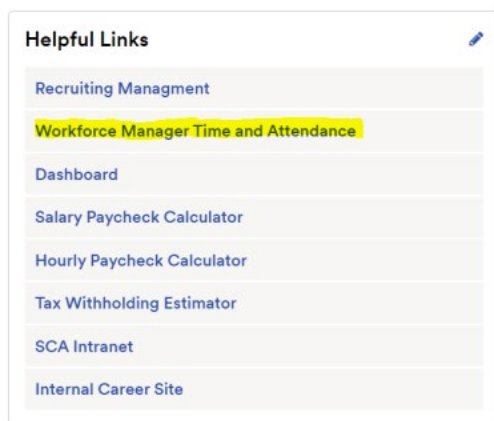 Helpful Links
Recruiting Managment
Workforce Manager Time and Attendance
Dashboard
Salary Paycheck Calculator
Hourly Paycheck Calculator
Tax Withholding Estimator
SCA Intranet
Internal Career Site